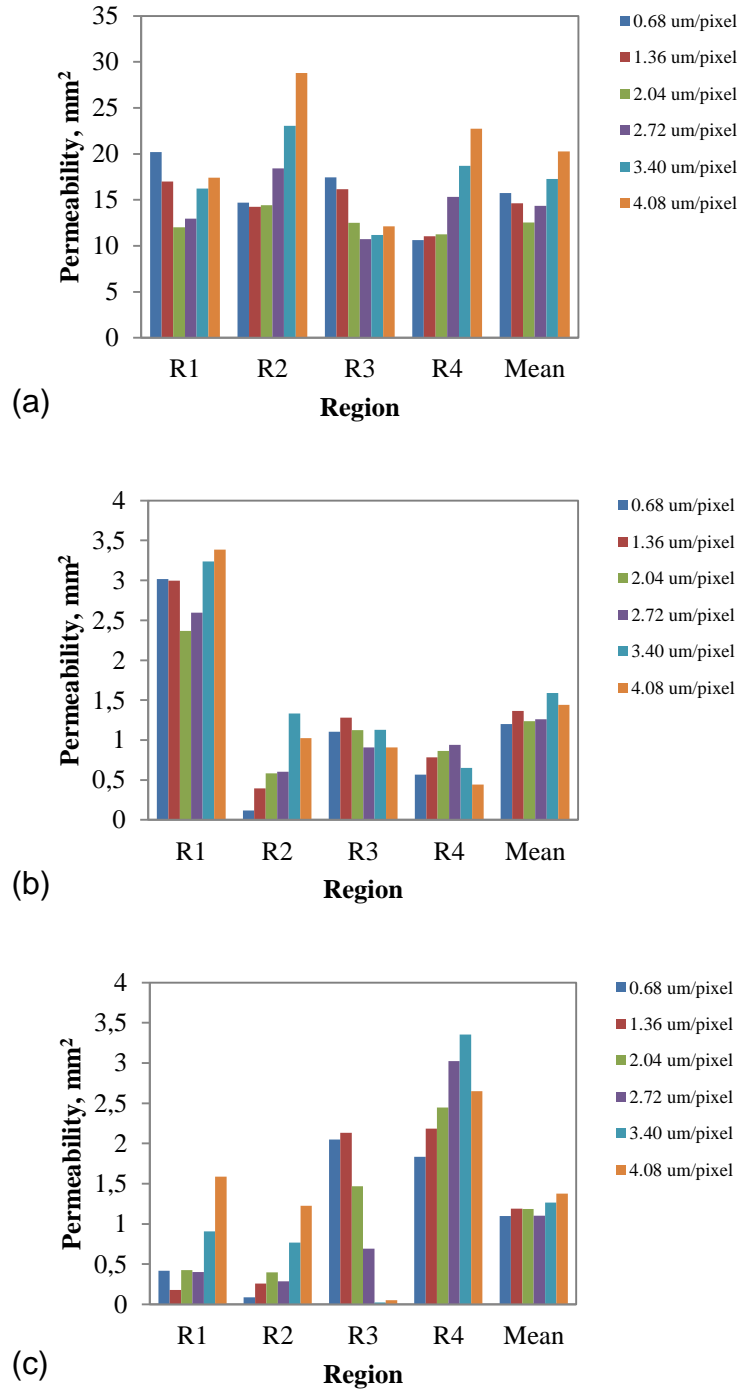 35
30
25
20
15
10
5
0
Permeability, mm²
R1 R2 R3 R4 Mean
Region
0.68 um/pixel
1.36 um/pixel
2.04 um/pixel
2.72 um/pixel
3.40 um/pixel
4.08 um/pixel
(a)
4
3,5
3
2,5
2
1,5
1
0,5
0
Permeability, mm²
R1 R2 R3 R4 Mean
Region
0.68 um/pixel
1.36 um/pixel
2.04 um/pixel
2.72 um/pixel
3.40 um/pixel
4.08 um/pixel
(b)
4
3,5
3
2,5
2
1,5
1
0,5
0
Permeability, mm²
R1 R2 R3 R4 Mean
Region
0.68 um/pixel
1.36 um/pixel
2.04 um/pixel
2.72 um/pixel
3.40 um/pixel
4.08 um/pixel
(c)